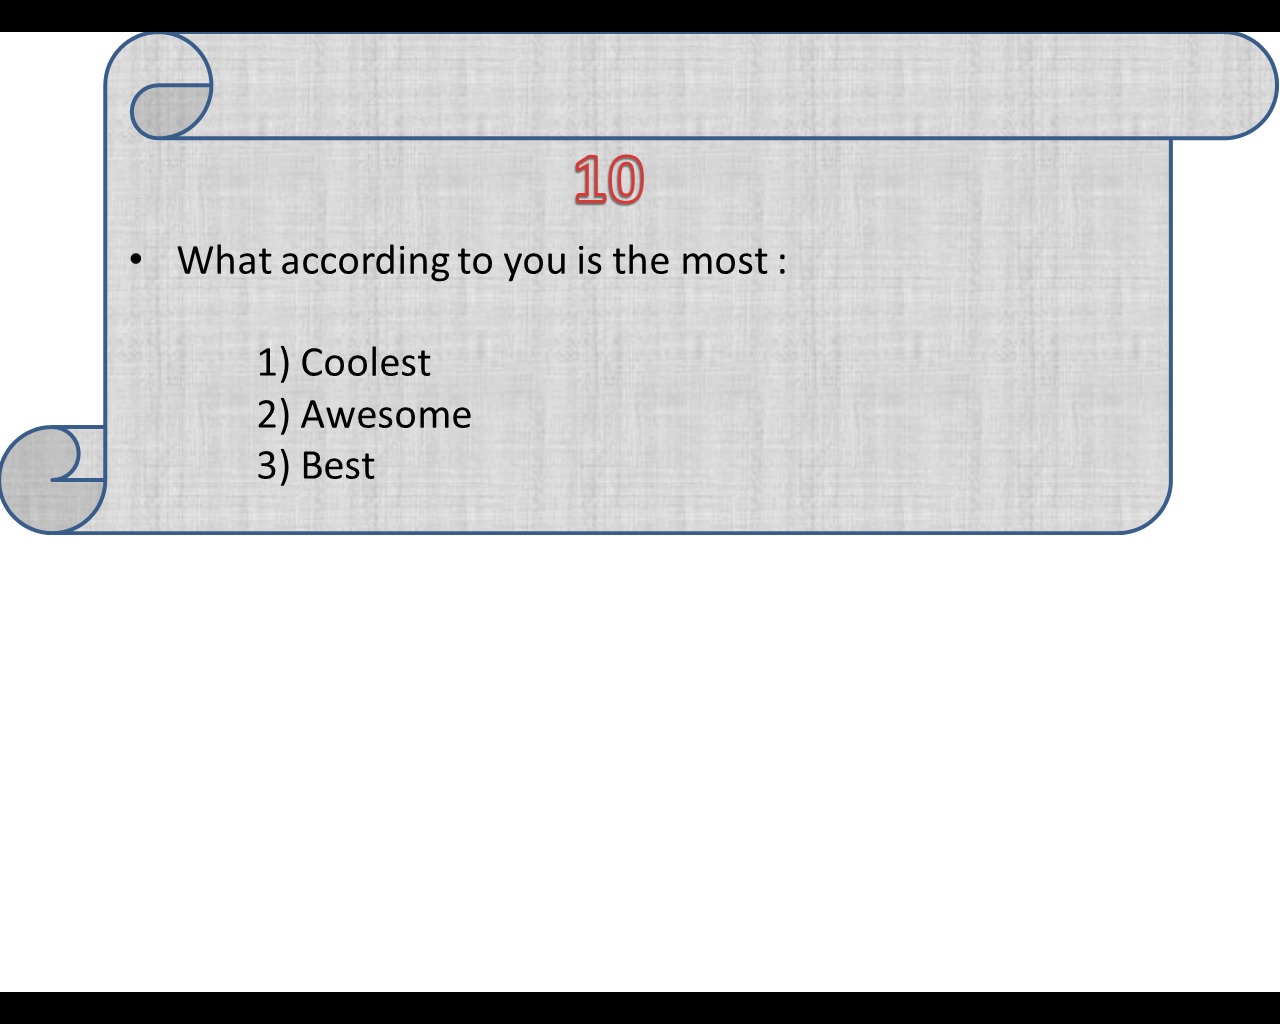 10
• What according to you is the most :
1) Coolest
2) Awesome
3) Best